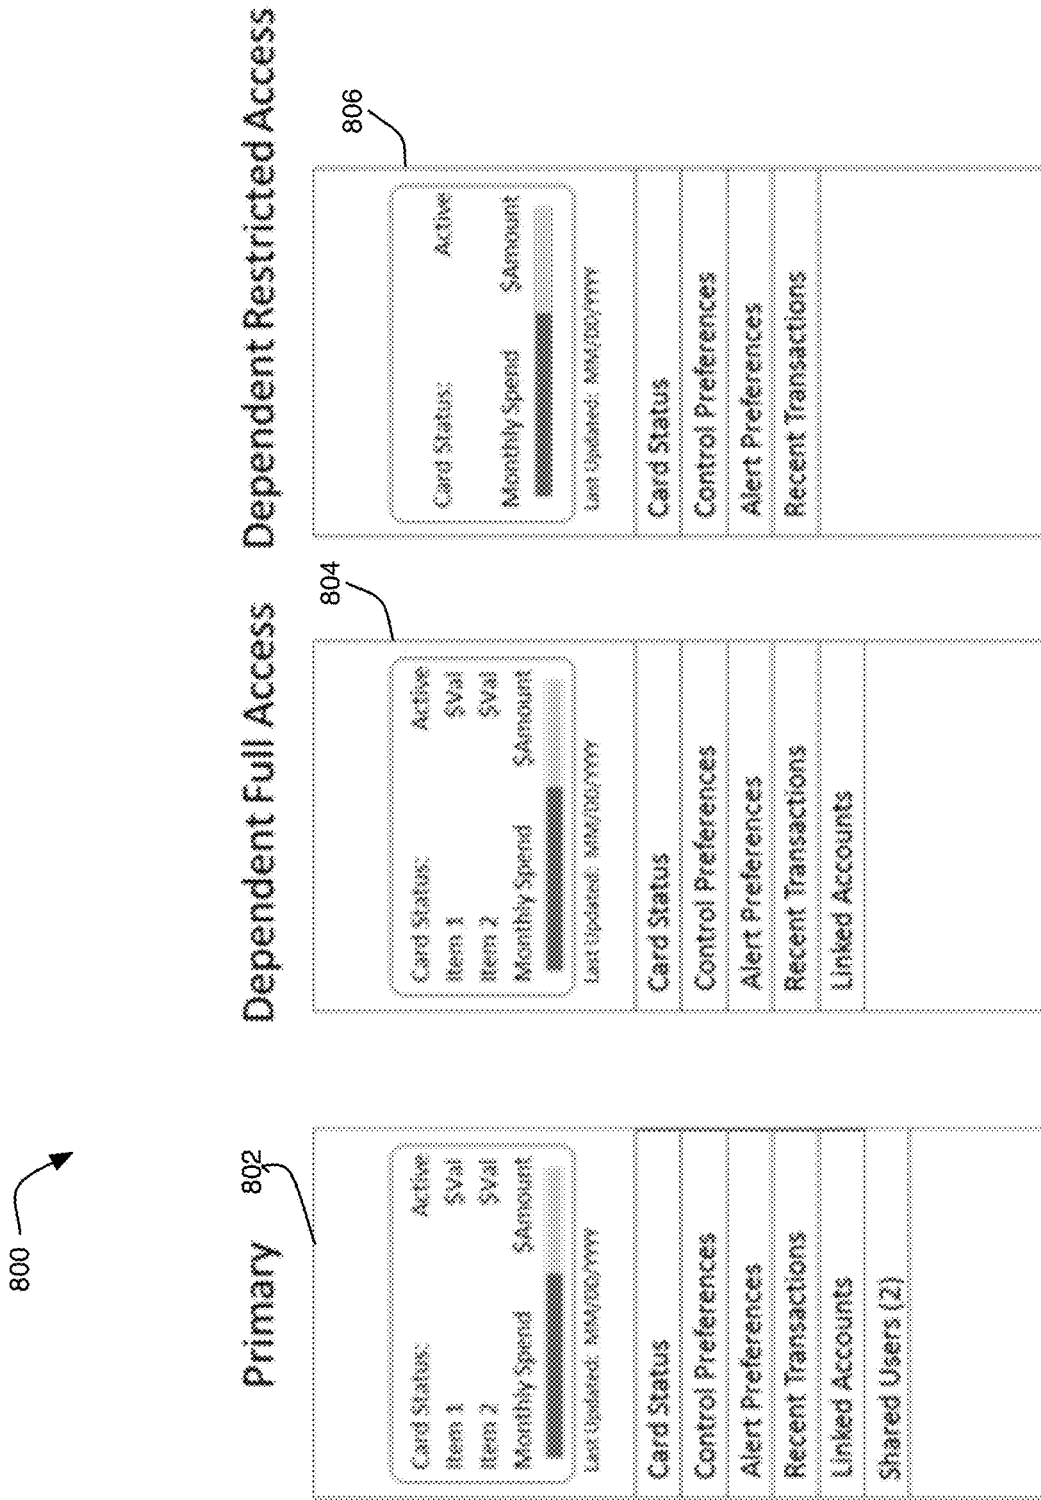 800
Primary
802
Card Status: Active
Item 1 $Val
Item 2 $Val
Monthly Spend $Amount
Last Updated: MM/DD/YYYY
Card Status
Control Preferences
Alert Preferences
Recent Transactions
Linked Accounts
Shared Users (2)
Dependent Full Access
804
Card Status: Active
Item 1 $Val
Item 2 $Val
Monthly Spend $Amount
Last Updated: MM/DD/YYYY
Card Status
Control Preferences
Alert Preferences
Recent Transactions
Linked Accounts
Dependent Restricted Access
806
Card Status: Active
Monthly Spend $Amount
Last Updated: MM/DD/YYYY
Card Status
Control Preferences
Alert Preferences
Recent Transactions